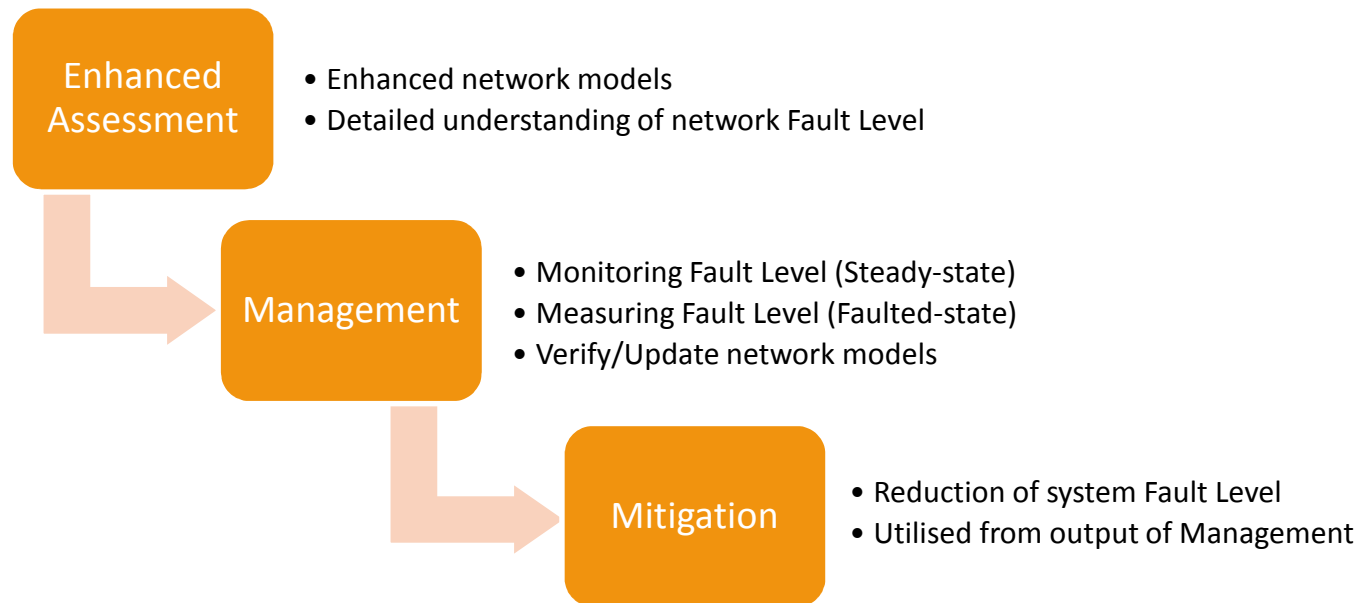 Enhanced
Assessment
• Enhanced network models
• Detailed understanding of network Fault Level
Management
• Monitoring Fault Level (Steady-state)
• Measuring Fault Level (Faulted-state)
• Verify/Update network models
Mitigation
• Reduction of system Fault Level
• Utilised from output of Management